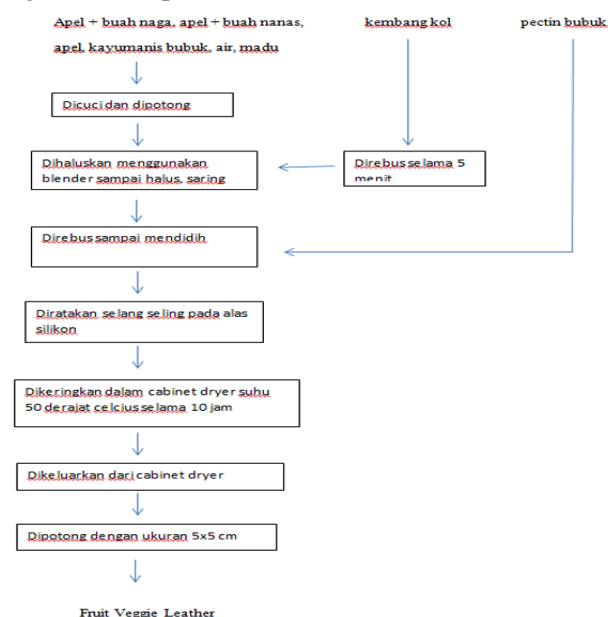 Apel + buah naga, apel + buah nanas,
apel, kayumanis bubuk, air, madu
kembang kol
pectin bubuk
Dicuci dan dipotong
Dihaluskan menggunakan
blender sampai halus, saring
Direbus selama 5
menit
Direbus sampai mendidih
Diratakan selang seling pada alas
silikon
Dikeringkan dalam cabinet dryer suhu
50 derajat celcius selama 10 jam
Dikeluarkan dari cabinet dryer
Dipotong dengan ukuran 5x5 cm
Fruit Veggie Leather